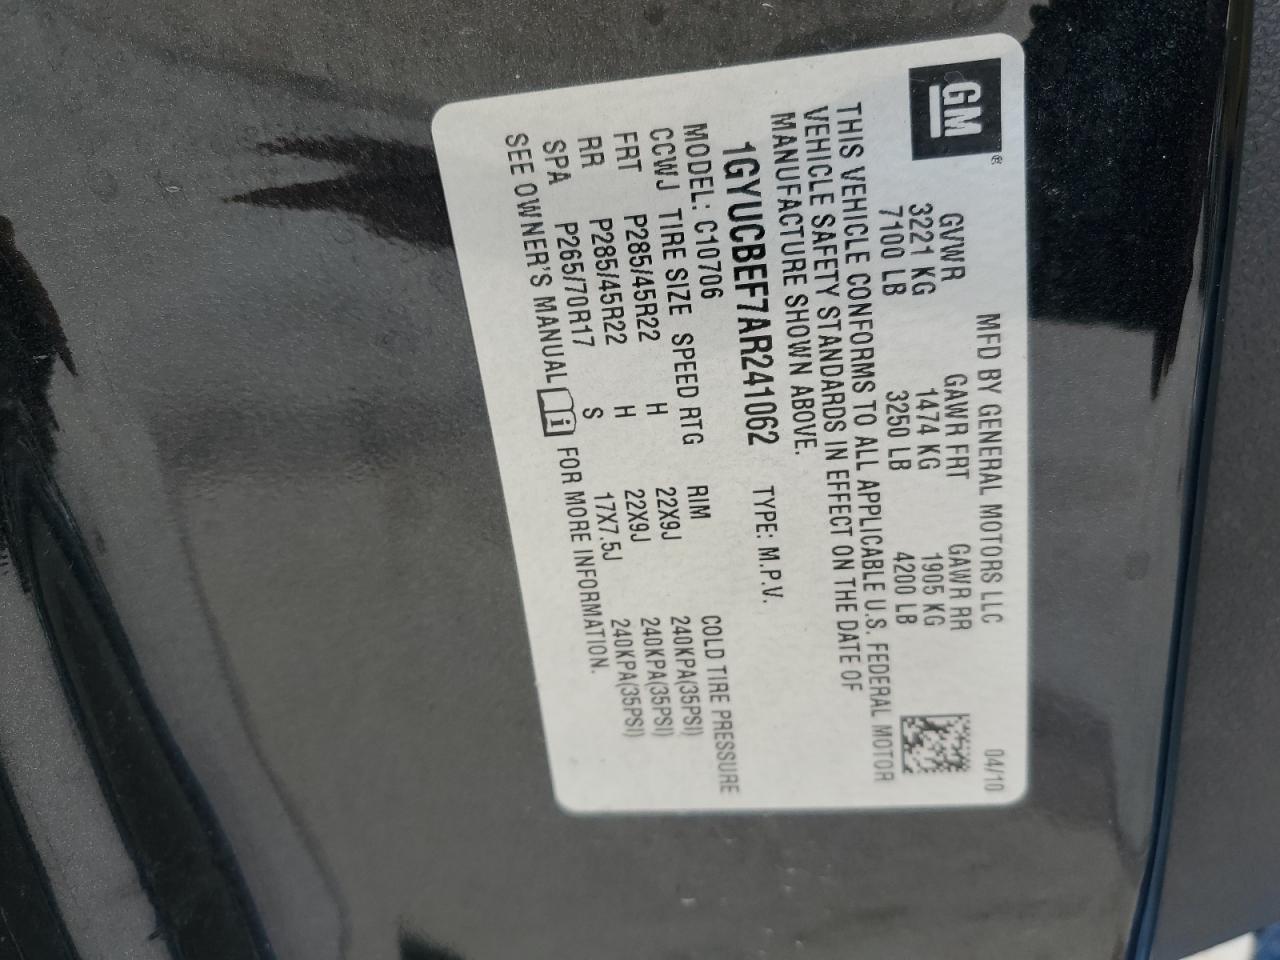 GM®
MFD BY GENERAL MOTORS LLC 04/10
GVWR GAWR FRT GAWR RR
3221 KG 1474 KG 1905 KG
7100 LB 3250 LB 4200 LB
THIS VEHICLE CONFORMS TO ALL APPLICABLE U.S. FEDERAL MOTOR
VEHICLE SAFETY STANDARDS IN EFFECT ON THE DATE OF
MANUFACTURE SHOWN ABOVE.
1GYUCBEF7AR241062 TYPE: M.P.V.
MODEL: C10706
CCWJ TIRE SIZE SPEED RTG RIM COLD TIRE PRESSURE
FRT P285/45R22 H 22X9J 240KPA(35PSI)
RR P285/45R22 H 22X9J 240KPA(35PSI)
SPA P265/70R17 S 17X7.5J 240KPA(35PSI)
SEE OWNER'S MANUAL i FOR MORE INFORMATION.